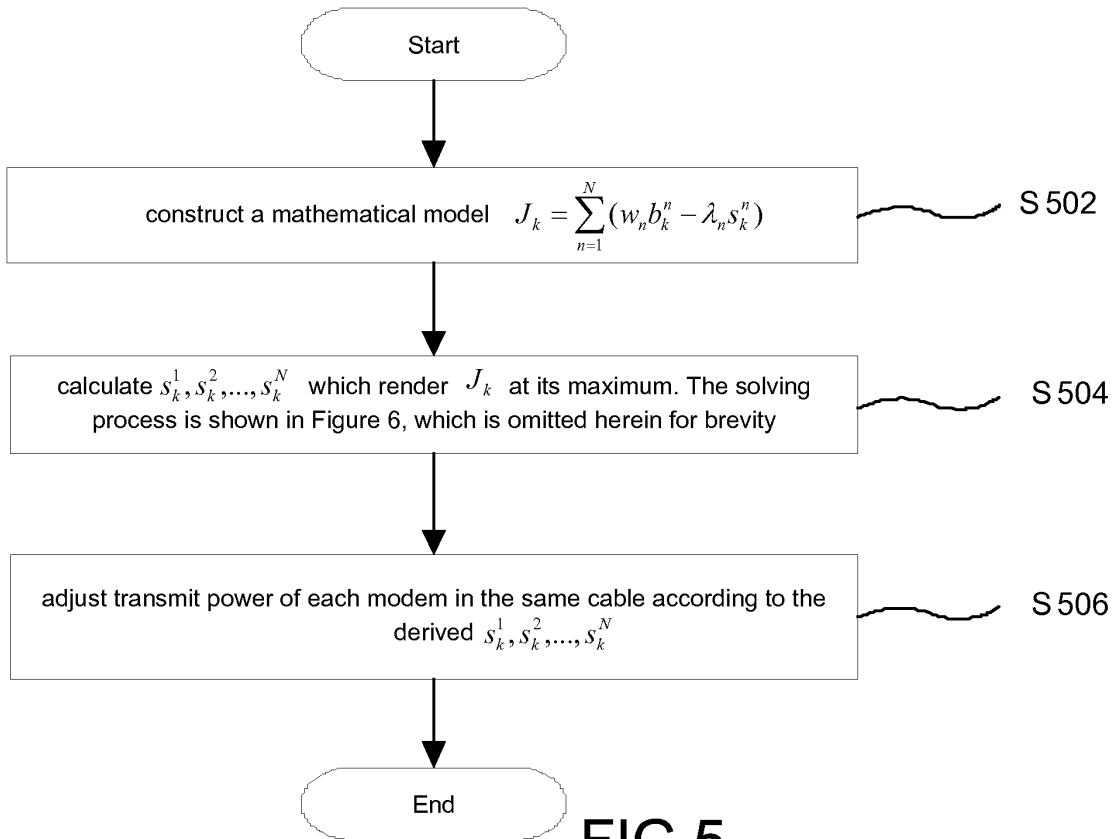 Start
construct a mathematical model $J_k = \sum_{n=1}^{N} (w_n b_k^n - \lambda_n s_k^n)$
S 502
calculate $s_k^1, s_k^2, ..., s_k^N$ which render $J_k$ at its maximum. The solving
process is shown in Figure 6, which is omitted herein for brevity
S 504
adjust transmit power of each modem in the same cable according to the
derived $s_k^1, s_k^2, ..., s_k^N$
S 506
End
FIG.5